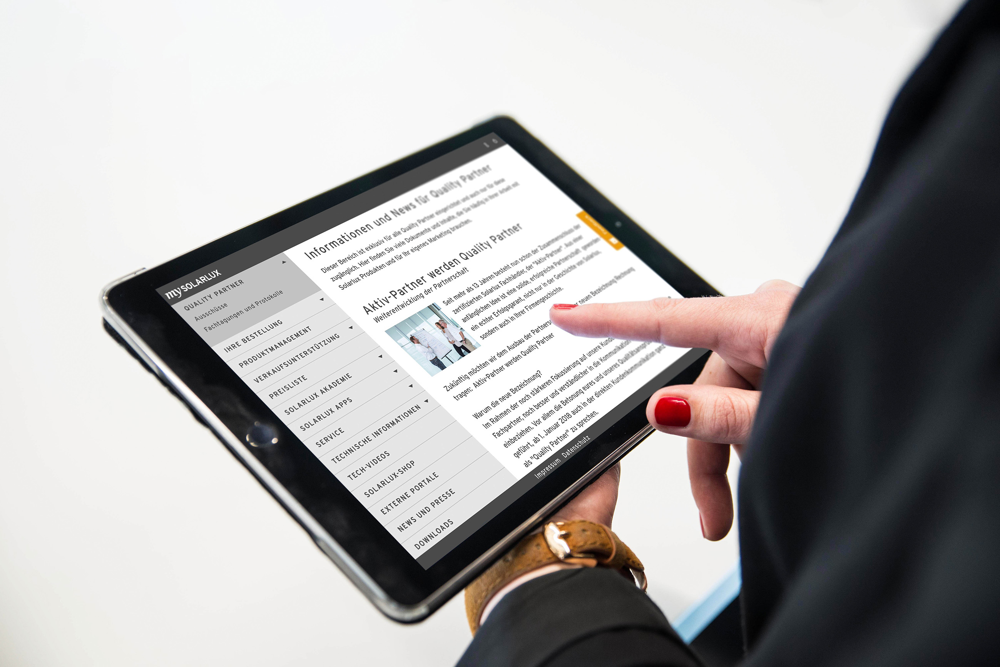 mySOLARLUX
QUALITY PARTNER
Ausschüsse
Fachtagungen und Protokolle
IHRE BESTELLUNG
PRODUKTMANAGEMENT
VERKAUFSUNTERSTÜTZUNG
PREISLISTE
SOLARLUX AKADEMIE
SOLARLUX APPS
SERVICE
TECHNISCHE INFORMATIONEN
TECH-VIDEOS
SOLARLUX-SHOP
EXTERNE PORTALE
NEWS UND PRESSE
DOWNLOADS
Informationen und News für Quality Partner
Dieser Bereich ist exklusiv für alle Quality Partner eingerichtet und auch nur für diese
zugänglich. Hier finden Sie viele Dokumente und Inhalte, die Sie häufig in Ihrer Arbeit mit
Solarlux Produkten und für Ihr eigenes Marketing brauchen.
Aktiv-Partner werden Quality Partner
Weiterentwicklung der Partnerschaft
Seit mehr als 13 Jahren besteht nun schon der Zusammenschluss der
zertifizierten Solarlux Fachhändler, der "Aktiv-Partner". Aus einer
anfänglichen Idee ist eine solide, erfolgreiche Partnerschaft geworden
ein echter Erfolgsgarant, nicht nur in der Geschichte von Solarlux,
sondern auch in Ihrer Firmengeschichte.
Zukünftig möchten wir dem Ausbau der Partners er neuen Bezeichnung Rechnung
tragen: Aktiv-Partner werden Quality Partner
Warum die neue Bezeichnung?
Im Rahmen der noch stärkeren Fokussierung auf unsere Kunde
Fachpartner, noch besser und verständlicher in die Kommunikation
einbeziehen. Vor allem die Betonung eures und unseres Qualitätsanspru
geführt, ab 1. Januar 2018 auch in der direkten Kundenkommunikation ganz
als "Quality Partner" zu sprechen.
Impressum Datenschutz